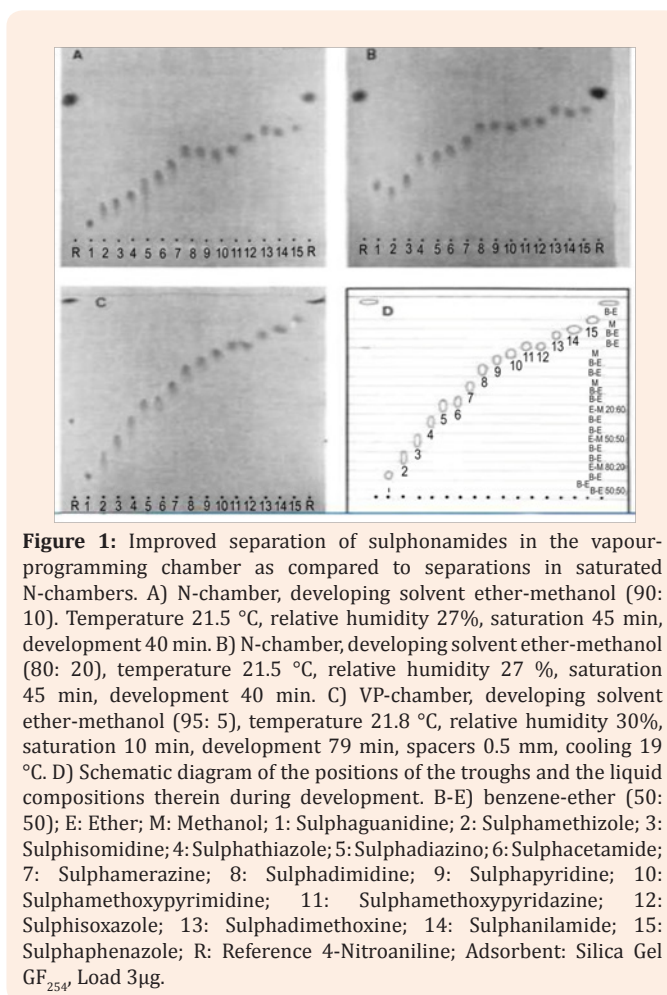 A
B
R 1 2 3 4 5 6 7 8 9 10 11 12 13 14 15 R
R 1 2 3 4 5 6 7 8 9 10 11 12 13 14 15 R
C
D
R 1 2 3 4 5 6 7 8 9 10 11 12 13 14 15 R
1 2 3 4 5 6 7 8 9 10 11 12 13 14 15
B-E
M
B-E
B-E
M
B-E
B-E
M
B-E
B-E
B-E
E-M 20:60
B-E
B-E
E-M 50:50
B-E
B-E
E-M 80:20
B-E
B-E
B-E 50:50
Figure 1: Improved separation of sulphonamides in the vapour-
programming chamber as compared to separations in saturated
N-chambers. A) N-chamber, developing solvent ether-methanol (90:
10). Temperature 21.5 °C, relative humidity 27%, saturation 45 min,
development 40 min. B) N-chamber, developing solvent ether-methanol
(80: 20), temperature 21.5 °C, relative humidity 27 %, saturation
45 min, development 40 min. C) VP-chamber, developing solvent
ether-methanol (95: 5), temperature 21.8 °C, relative humidity 30%,
saturation 10 min, development 79 min, spacers 0.5 mm, cooling 19
°C. D) Schematic diagram of the positions of the troughs and the liquid
compositions therein during development. B-E) benzene-ether (50:
50); E: Ether; M: Methanol; 1: Sulphaguanidine; 2: Sulphamethizole; 3:
Sulphisomidine; 4: Sulphathiazole; 5: Sulphadiazino; 6: Sulphacetamide;
7: Sulphamerazine; 8: Sulphadimidine; 9: Sulphapyridine; 10:
Sulphamethoxypyrimidine; 11: Sulphamethoxypyridazine; 12:
Sulphisoxazole; 13: Sulphadimethoxine; 14: Sulphanilamide; 15:
Sulphaphenazole; R: Reference 4-Nitroaniline; Adsorbent: Silica Gel
GF254, Load 3µg.